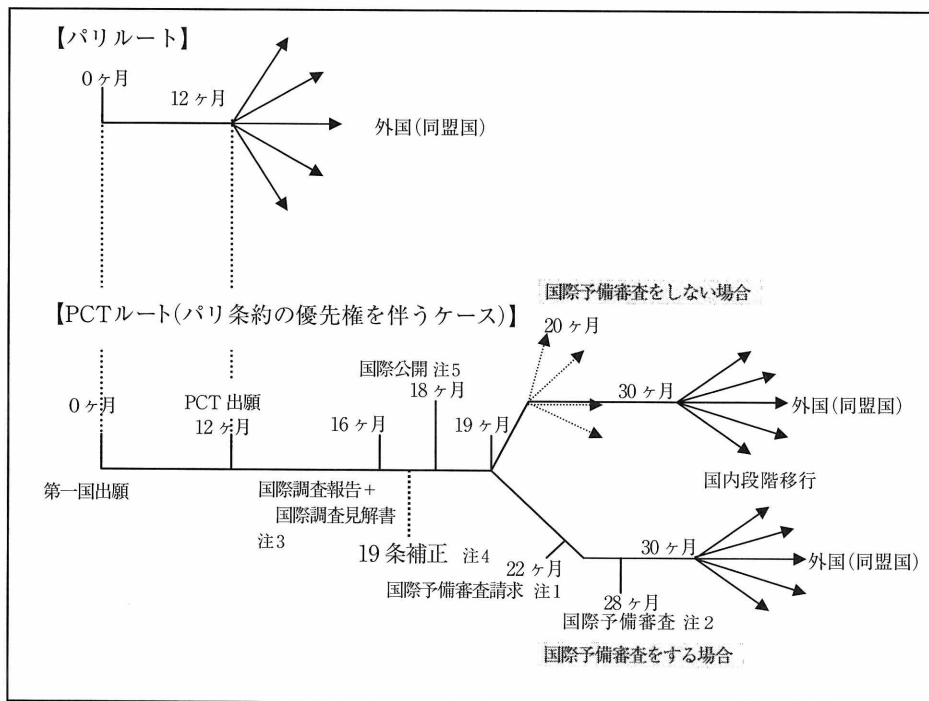 【パリルート】
0ヶ月
12ヶ月
外国(同盟国)
国際予備審査をしない場合
【PCTルート(パリ条約の優先権を伴うケース)】
20ヶ月
国際公開 注5
18ヶ月
0ヶ月
PCT出願
12ヶ月
16ヶ月
19ヶ月
30ヶ月
外国(同盟国)
第一国出願
国際調査報告+
国際調査見解書
注3
国内段階移行
19条補正 注4
22ヶ月
国際予備審査請求 注1
30ヶ月
外国(同盟国)
28ヶ月
国際予備審査 注2
国際予備審査をする場合